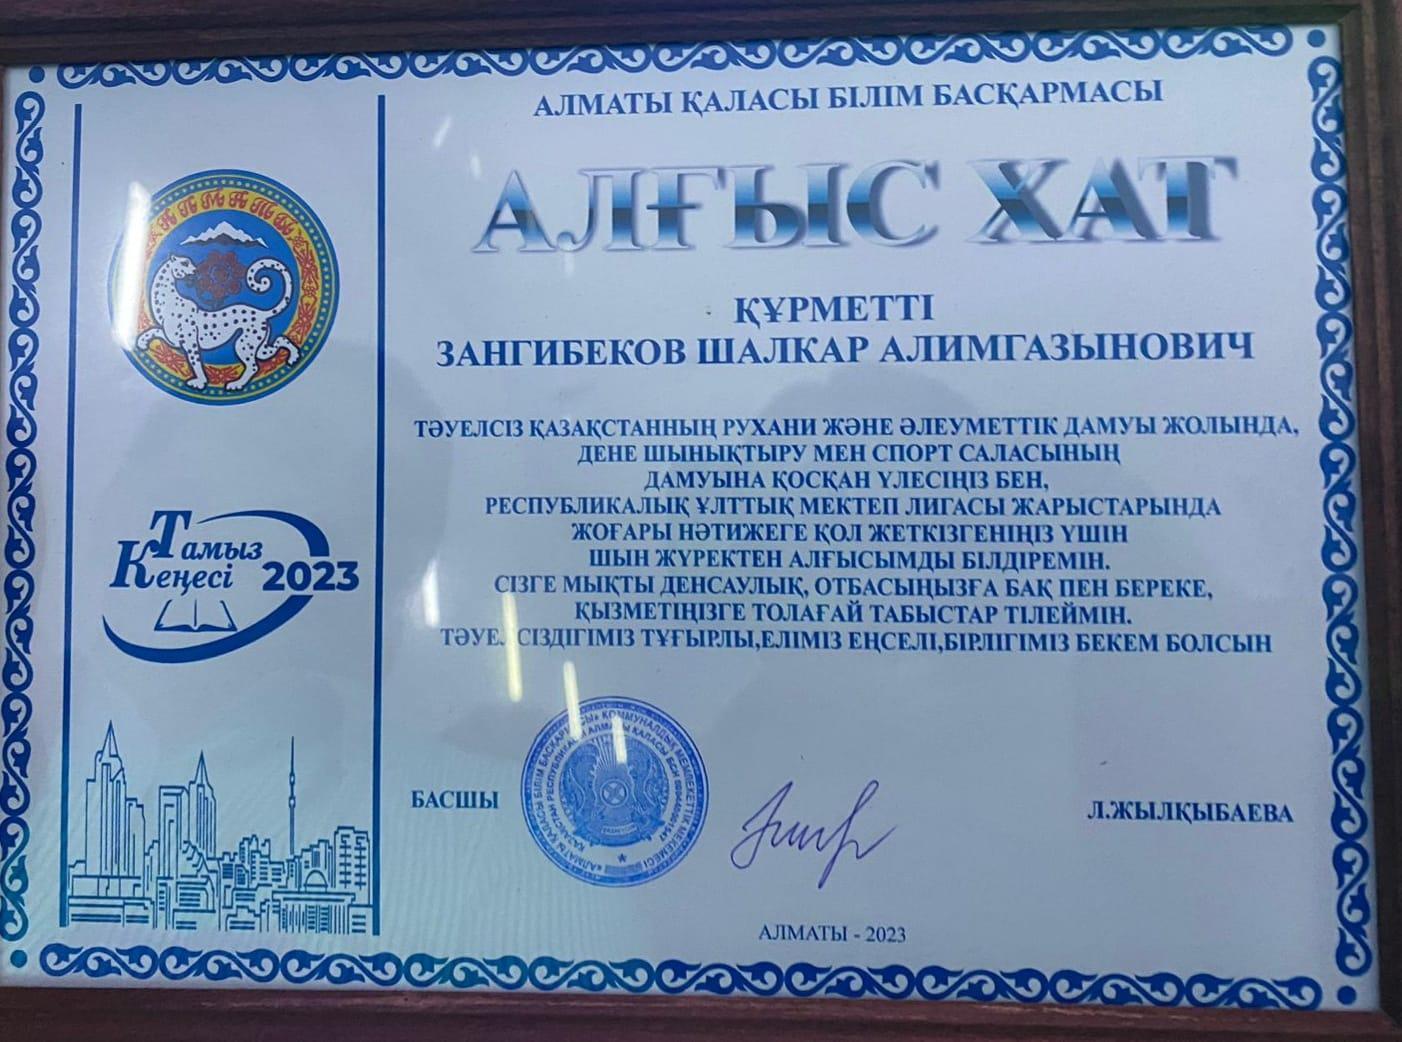 АЛМАТЫ ҚАЛАСЫ БІЛІМ БАСҚАРМАСЫ
АЛҒЫС ХАТ
ҚҰРМЕТТІ
ЗАНГИБЕКОВ ШАЛКАР АЛИМГАЗЫНОВИЧ
ТӘУЕЛСІЗ ҚАЗАҚСТАННЫҢ РУХАНИ ЖӘНЕ ӘЛЕУМЕТТІК ДАМУЫ ЖОЛЫНДА,
ДЕНЕ ШЫНЫҚТЫРУ МЕН СПОРТ САЛАСЫНЫҢ
ДАМУЫНА ҚОСҚАН ҮЛЕСІҢІЗ БЕН,
РЕСПУБЛИКАЛЫҚ ҰЛТТЫҚ МЕКТЕП ЛИГАСЫ ЖАРЫСТАРЫНДА
ЖОҒАРЫ НӘТИЖЕГЕ ҚОЛ ЖЕТКІЗГЕНІҢІЗ ҮШІН
ШЫН ЖҮРЕКТЕН АЛҒЫСЫМДЫ БІЛДІРЕМІН.
СІЗГЕ МЫҚТЫ ДЕНСАУЛЫҚ, ОТБАСЫҢЫЗҒА БАҚ ПЕН БЕРЕКЕ,
ҚЫЗМЕТІҢІЗГЕ ТОЛАҒАЙ ТАБЫСТАР ТІЛЕЙМІН.
ТӘУЕЛСІЗДІГІМІЗ ТҰҒЫРЛЫ,ЕЛІМІЗ ЕҢСЕЛІ,БІРЛІГІМІЗ БЕКЕМ БОЛСЫН
АЛМАТЫ
Тамыз
Кеңесі 2023
БАСШЫ
Л.ЖЫЛҚЫБАЕВА
АЛМАТЫ - 2023